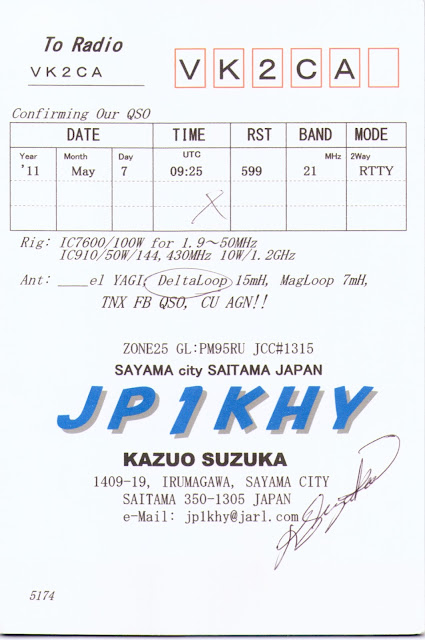 To Radio
VK2CA
V K 2 C A
Confirming Our QSO
DATE TIME RST BAND MODE
Year Month Day UTC MHz 2Way
'11 May 7 09:25 599 21 RTTY
Rig: IC7600/100W for 1.9～50MHz
IC910/50W/144,430MHz 10W/1.2GHz
Ant: ____el YAGI, DeltaLoop 15mH, MagLoop 7mH,
TNX FB QSO, CU AGN!!
ZONE25 GL:PM95RU JCC#1315
SAYAMA city SAITAMA JAPAN
JP1KHY
KAZUO SUZUKA
1409-19, IRUMAGAWA, SAYAMA CITY
SAITAMA 350-1305 JAPAN
e-Mail: jp1khy@jarl.com
5174